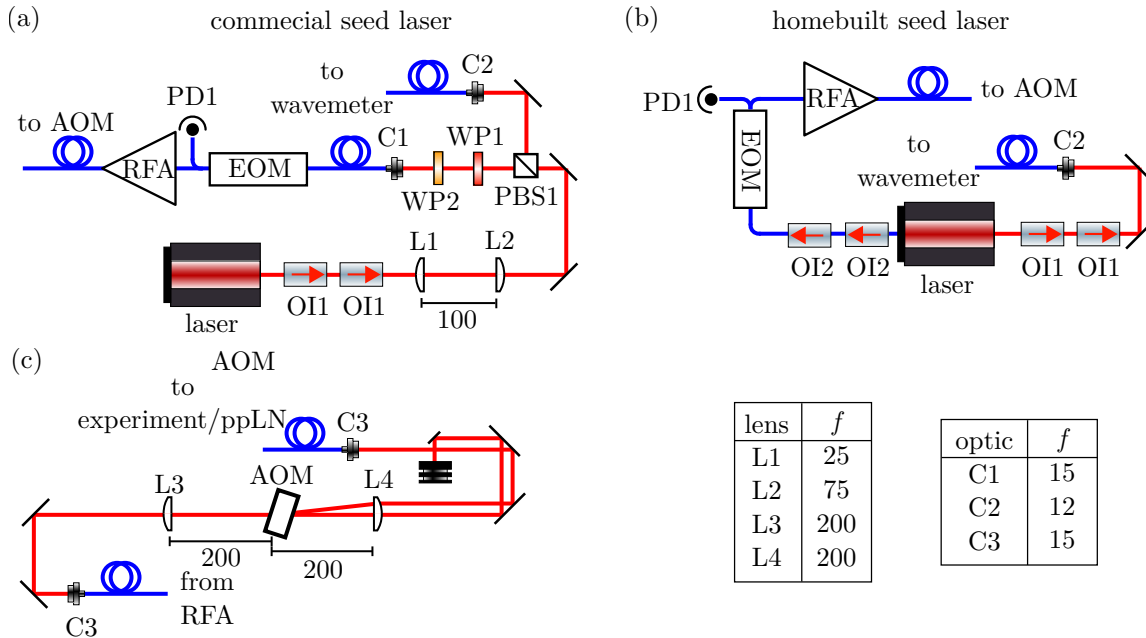 (a)
commecial seed laser
to
wavemeter
C2
PD1
to AOM
C1
WP1
RFA
EOM
WP2
PBS1
L1
L2
OI1
OI1
laser
100
(b)
homebuilt seed laser
PD1
RFA
to AOM
EOM
to
wavemeter
C2
OI2
OI2
laser
OI1
OI1
(c)
AOM
to
experiment/ppLN
C3
AOM
L3
L4
200
200
from
RFA
C3
lens f
L1 25
L2 75
L3 200
L4 200
optic f
C1 15
C2 12
C3 15